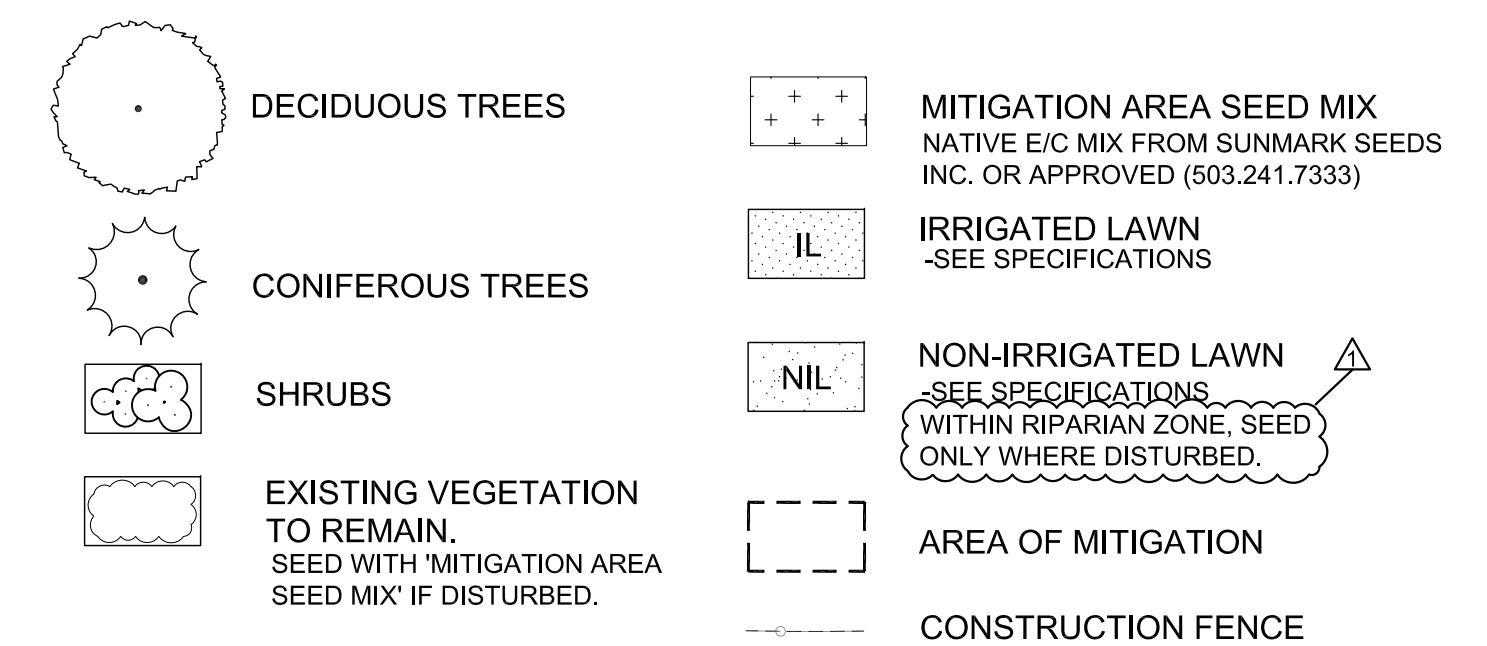 DECIDUOUS TREES
CONIFEROUS TREES
SHRUBS
EXISTING VEGETATION
TO REMAIN.
SEED WITH 'MITIGATION AREA
SEED MIX' IF DISTURBED.
MITIGATION AREA SEED MIX
NATIVE E/C MIX FROM SUNMARK SEEDS
INC. OR APPROVED (503.241.7333)
IL
IRRIGATED LAWN
-SEE SPECIFICATIONS
NIL
NON-IRRIGATED LAWN
1
-SEE SPECIFICATIONS
WITHIN RIPARIAN ZONE, SEED
ONLY WHERE DISTURBED.
AREA OF MITIGATION
CONSTRUCTION FENCE